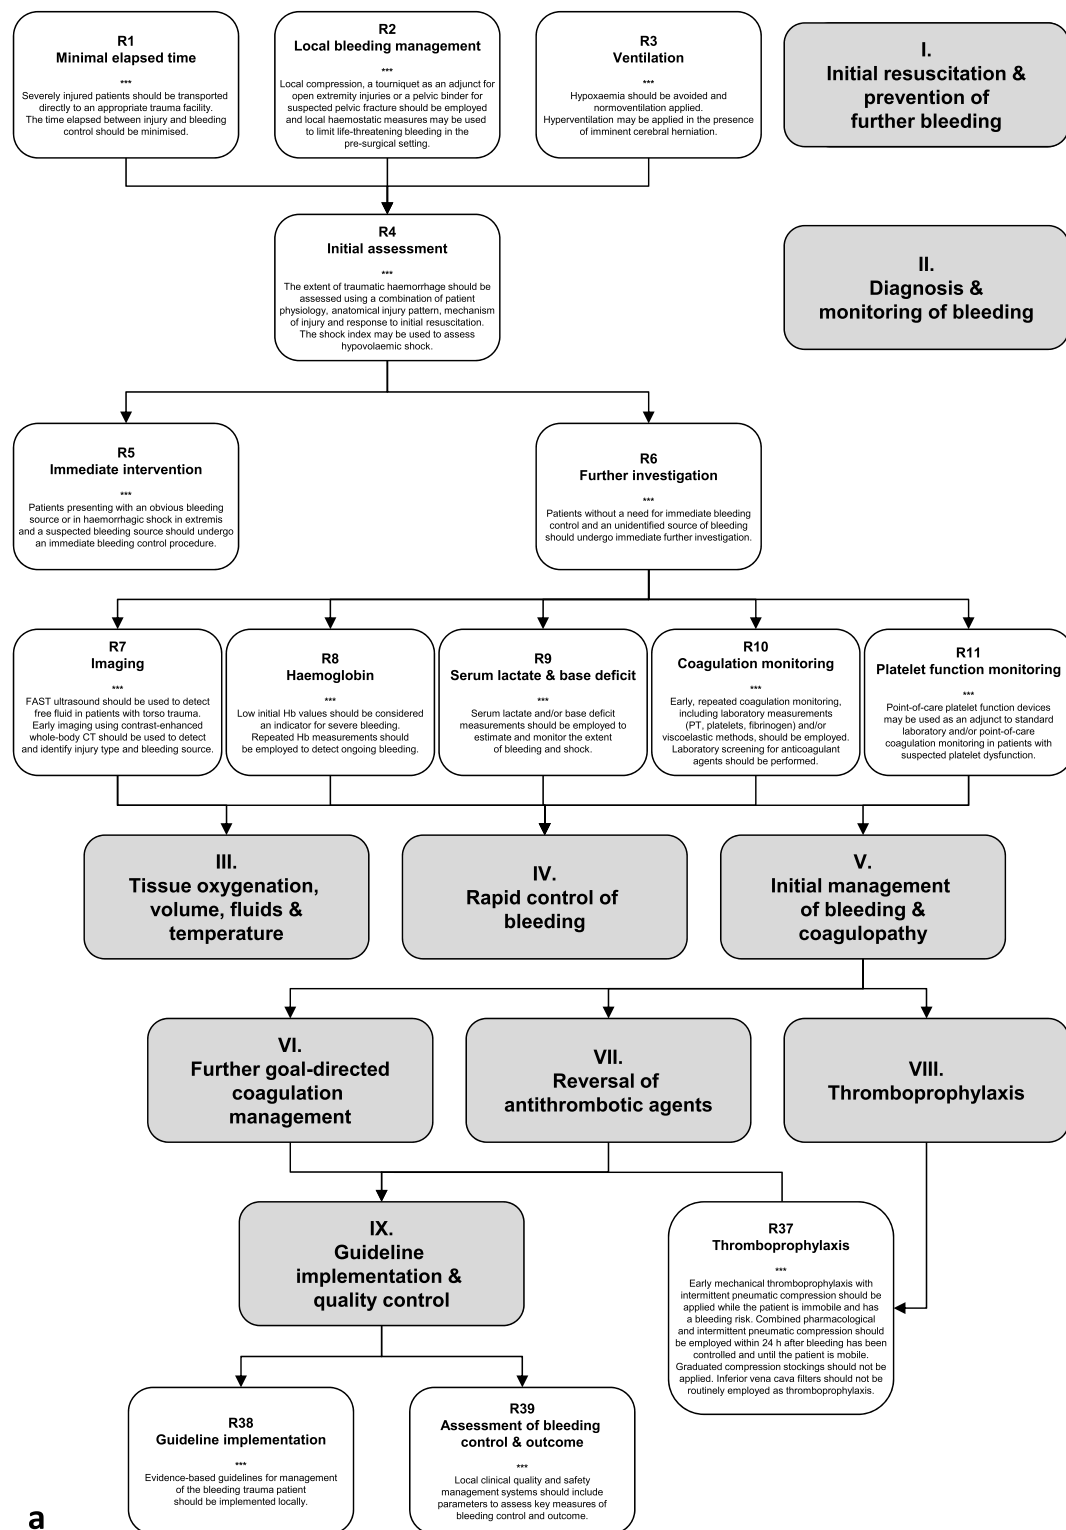 R1
Minimal elapsed time
***
Severely injured patients should be transported
directly to an appropriate trauma facility.
The time elapsed between injury and bleeding
control should be minimised.
R2
Local bleeding management
***
Local compression, a tourniquet as an adjunct for
open extremity injuries or a pelvic binder for
suspected pelvic fracture should be employed
and local haemostatic measures may be used
to limit life-threatening bleeding in the
pre-surgical setting.
R3
Ventilation
***
Hypoxaemia should be avoided and
normoventilation applied.
Hyperventilation may be applied in the presence
of imminent cerebral herniation.
I.
Initial resuscitation &
prevention of
further bleeding
R4
Initial assessment
***
The extent of traumatic haemorrhage should be
assessed using a combination of patient
physiology, anatomical injury pattern, mechanism
of injury and response to initial resuscitation.
The shock index may be used to assess
hypovolaemic shock.
II.
Diagnosis &
monitoring of bleeding
R5
Immediate intervention
***
Patients presenting with an obvious bleeding
source or in haemorrhagic shock in extremis
and a suspected bleeding source should undergo
an immediate bleeding control procedure.
R6
Further investigation
***
Patients without a need for immediate bleeding
control and an unidentified source of bleeding
should undergo immediate further investigation.
R7
Imaging
***
FAST ultrasound should be used to detect
free fluid in patients with torso trauma.
Early imaging using contrast-enhanced
whole-body CT should be used to detect
and identify injury type and bleeding source.
R8
Haemoglobin
***
Low initial Hb values should be considered
an indicator for severe bleeding.
Repeated Hb measurements should
be employed to detect ongoing bleeding.
R9
Serum lactate & base deficit
***
Serum lactate and/or base deficit
measurements should be employed to
estimate and monitor the extent
of bleeding and shock.
R10
Coagulation monitoring
***
Early, repeated coagulation monitoring,
including laboratory measurements
(PT, platelets, fibrinogen) and/or
viscoelastic methods, should be employed.
Laboratory screening for anticoagulant
agents should be performed.
R11
Platelet function monitoring
***
Point-of-care platelet function devices
may be used as an adjunct to standard
laboratory and/or point-of-care
coagulation monitoring in patients with
suspected platelet dysfunction.
III.
Tissue oxygenation,
volume, fluids &
temperature
IV.
Rapid control of
bleeding
V.
Initial management
of bleeding &
coagulopathy
VI.
Further goal-directed
coagulation
management
VII.
Reversal of
antithrombotic agents
VIII.
Thromboprophylaxis
IX.
Guideline
implementation &
quality control
R37
Thromboprophylaxis
***
Early mechanical thromboprophylaxis with
intermittent pneumatic compression should be
applied while the patient is immobile and has
a bleeding risk. Combined pharmacological
and intermittent pneumatic compression should
be employed within 24 h after bleeding has been
controlled and until the patient is mobile.
Graduated compression stockings should not be
applied. Inferior vena cava filters should not be
routinely employed as thromboprophylaxis.
R38
Guideline implementation
***
Evidence-based guidelines for management
of the bleeding trauma patient
should be implemented locally.
R39
Assessment of bleeding
control & outcome
***
Local clinical quality and safety
management systems should include
parameters to assess key measures of
bleeding control and outcome.
a